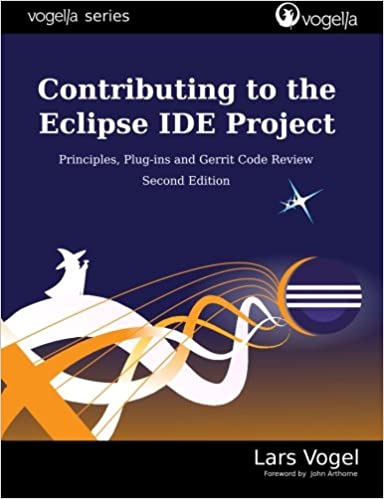 vogella series
vogella
Contributing to the
Eclipse IDE Project
Principles, Plug-ins and Gerrit Code Review
Second Edition
Lars Vogel
Foreword by John Arthorne